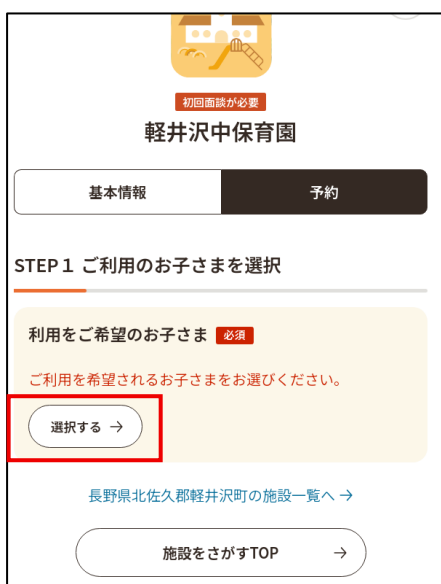 初回面談が必要
軽井沢中保育園
基本情報 予約
STEP1 ご利用のお子さまを選択
利用をご希望のお子さま 必須
ご利用を希望されるお子さまをお選びください。
選択する →
長野県北佐久郡軽井沢町の施設一覧へ →
施設をさがすTOP →